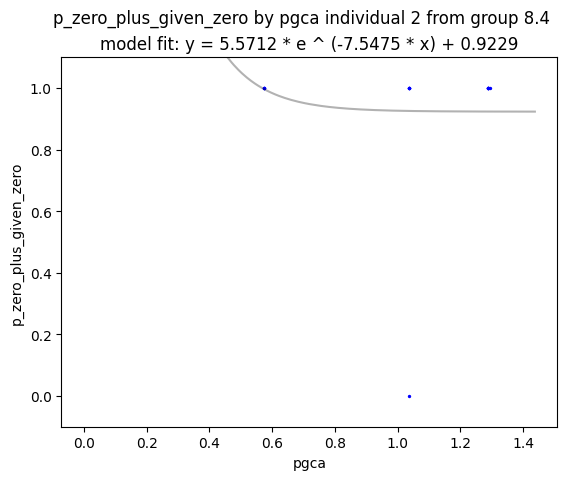 p_zero_plus_given_zero by pgca individual 2 from group 8.4
model fit: y = 5.5712 * e ^ (-7.5475 * x) + 0.9229
1.0
0.8
0.6
0.4
0.2
0.0
p_zero_plus_given_zero
0.0 0.2 0.4 0.6 0.8 1.0 1.2 1.4
pgca